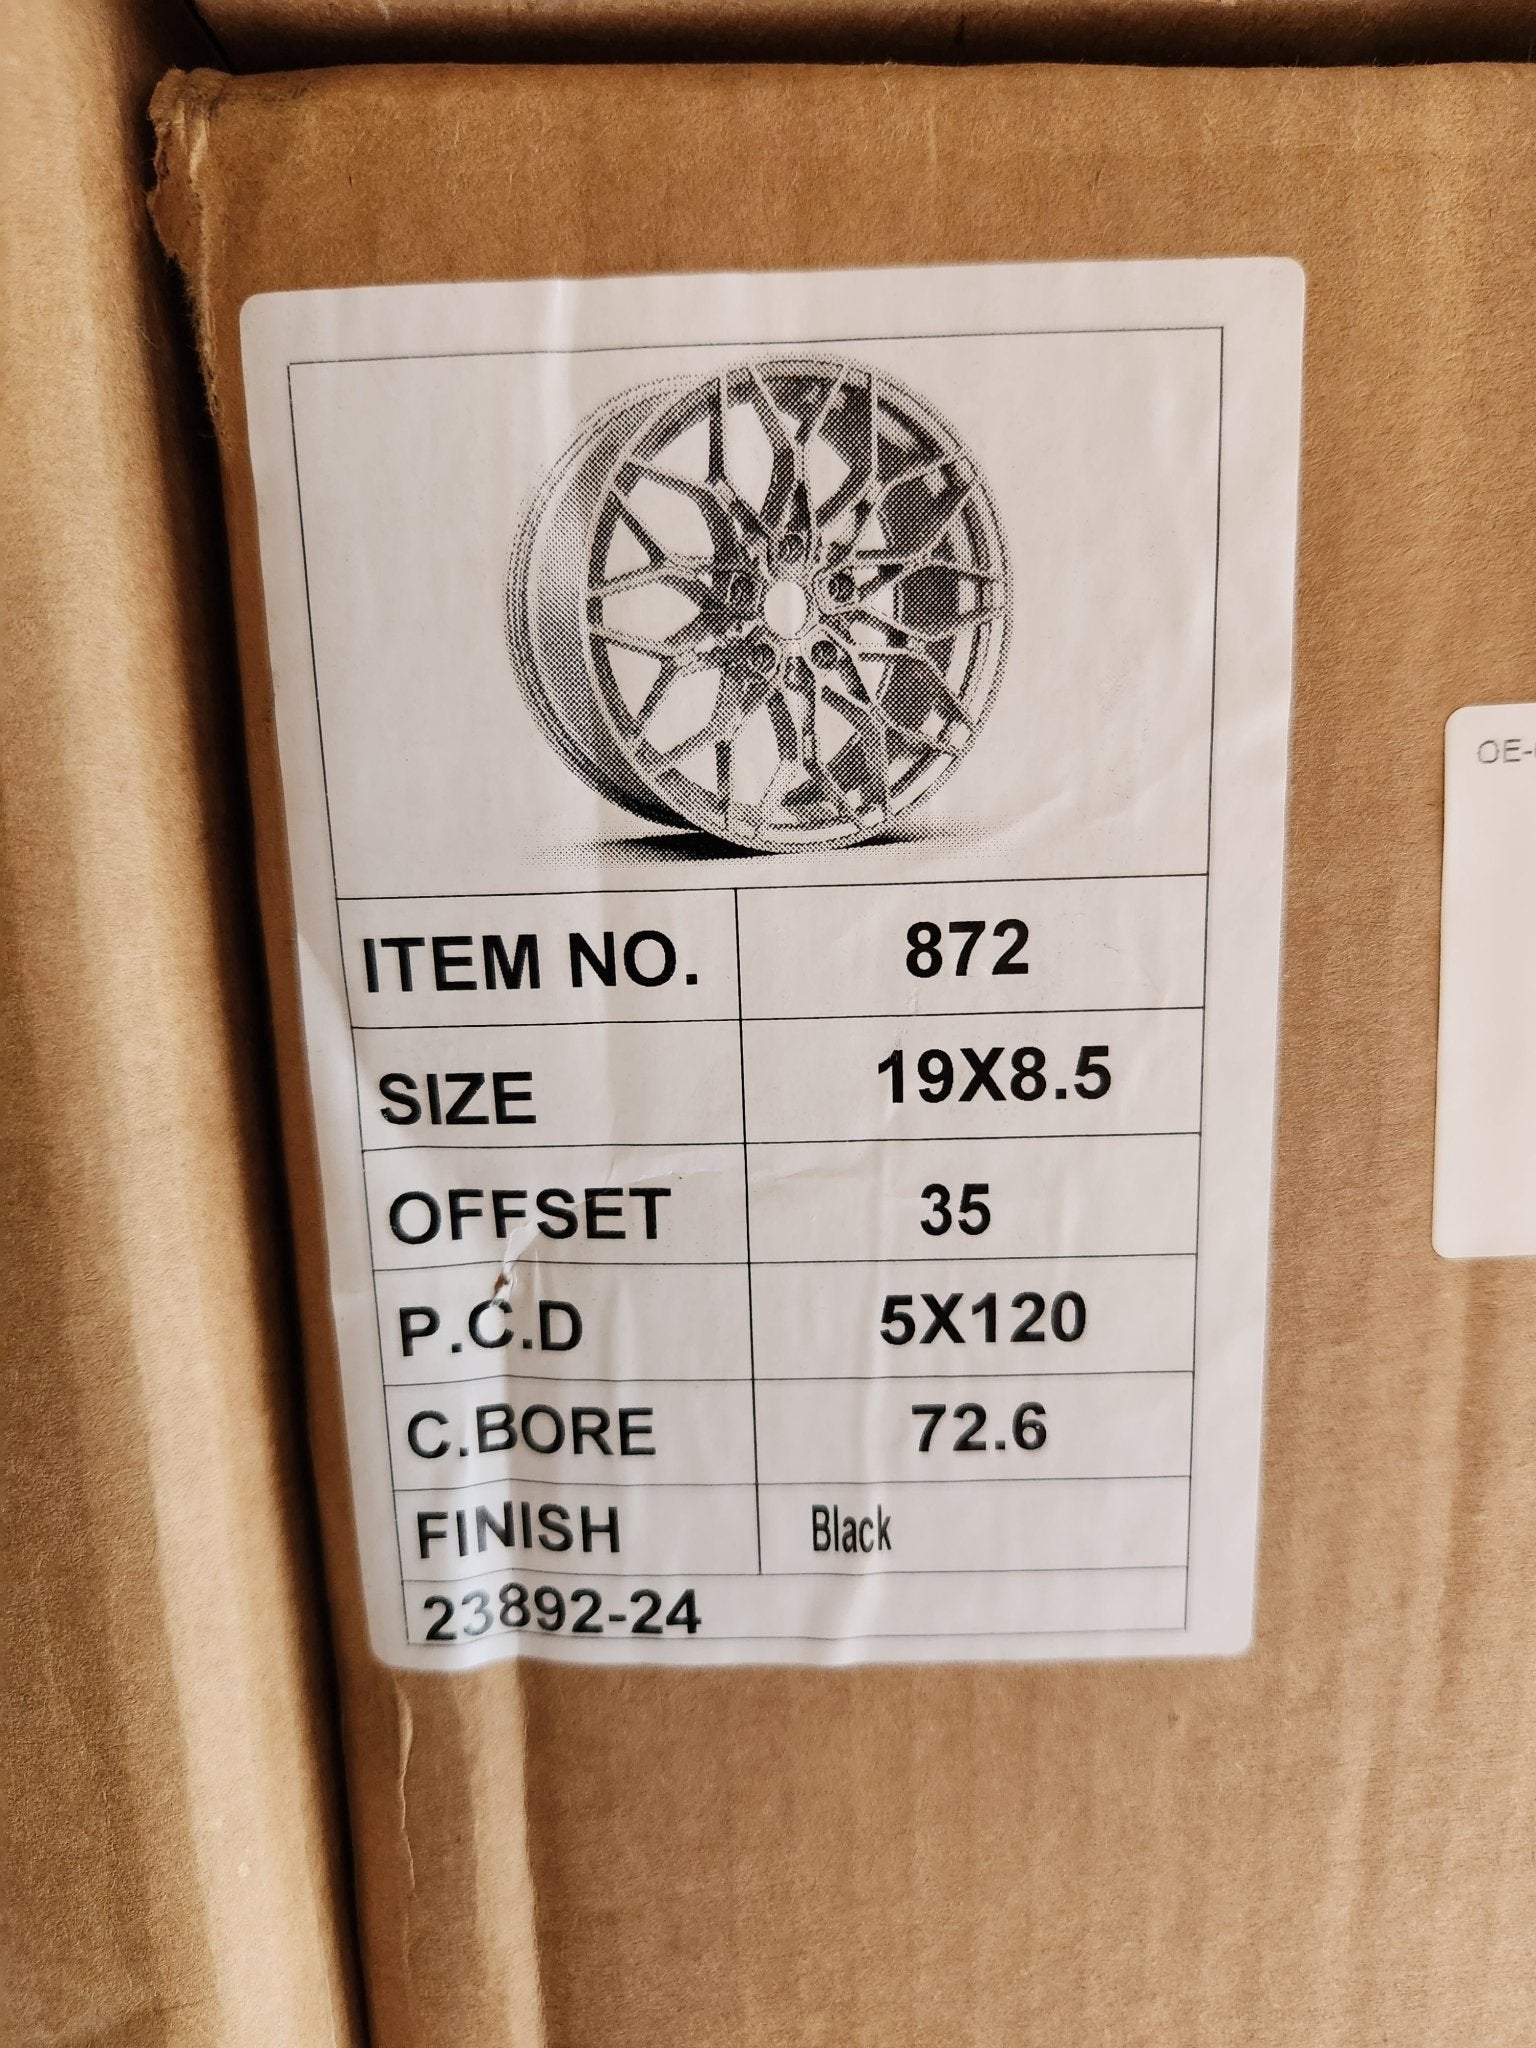 ITEM NO. 872
SIZE 19X8.5
OFFSET 35
P.C.D 5X120
C.BORE 72.6
FINISH Black
23892-24
OE-